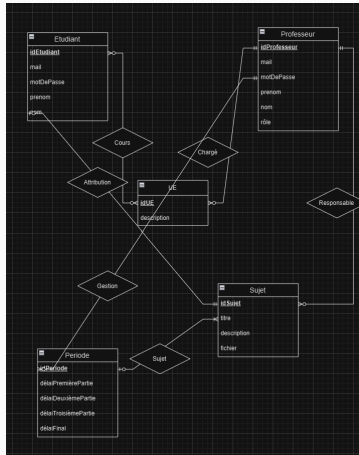 Etudiant
idEtudiant
mail
motDePasse
prenom
nom
Professeur
idProfesseur
mail
motDePasse
prenom
nom
rôle
Cours
Chargé
Attribution
UE
idUE
description
Responsable
Gestion
Sujet
idSujet
titre
description
fichier
Sujet
Periode
idPeriode
délaiPremièrePartie
délaiDeuxièmePartie
délaiTroisièmePartie
délaiFinal